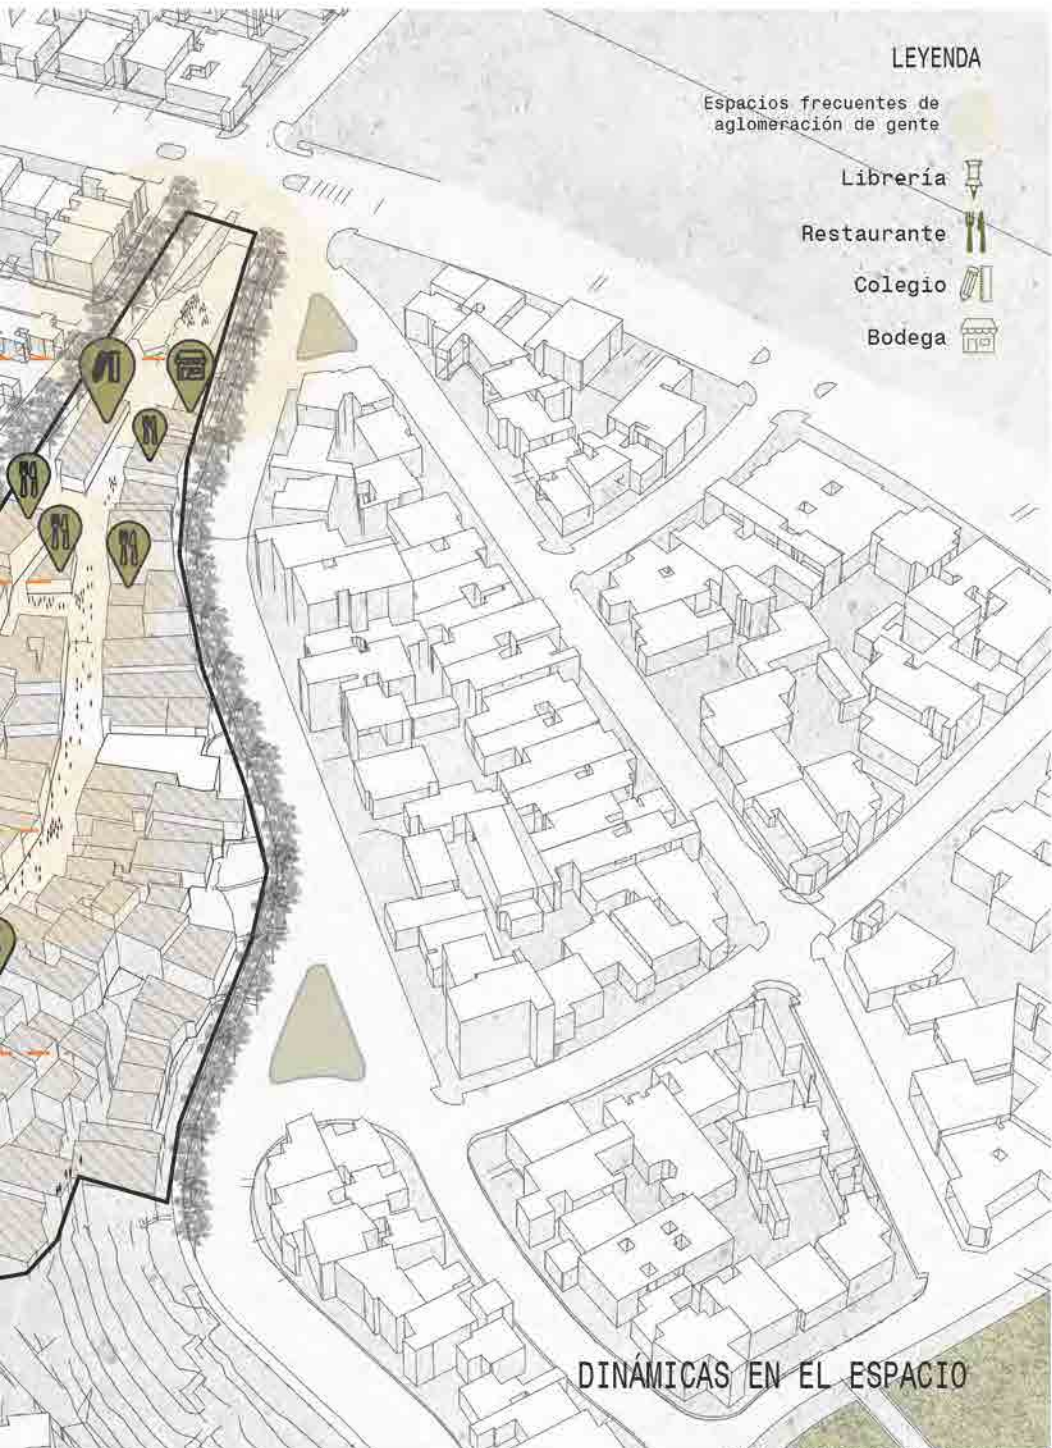 LEYENDA
Espacios frecuentes de
aglomeración de gente
Librería
Restaurante
Colegio
Bodega
DINÁMICAS EN EL ESPACIO